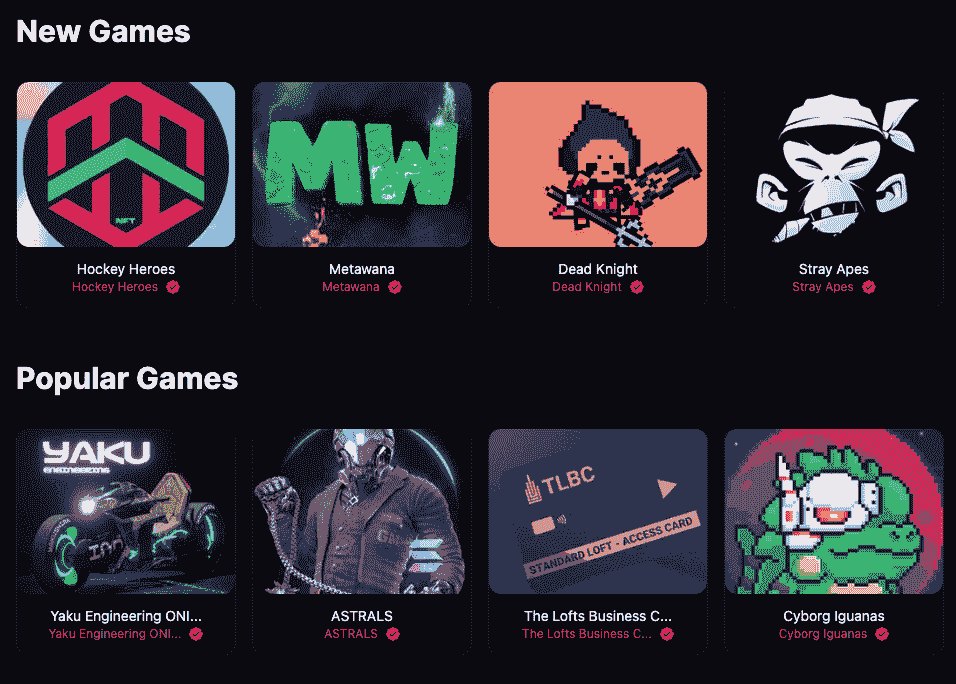 New Games
NFT
MW
Hockey Heroes
Hockey Heroes
Metawana
Metawana
Dead Knight
Dead Knight
Stray Apes
Stray Apes
Popular Games
YAKU
ENGINEERING
TLBC
STANDARD LOFT - ACCESS CARD
Yaku Engineering ONI...
Yaku Engineering ONI...
ASTRALS
ASTRALS
The Lofts Business C...
The Lofts Business C...
Cyborg Iguanas
Cyborg Iguanas